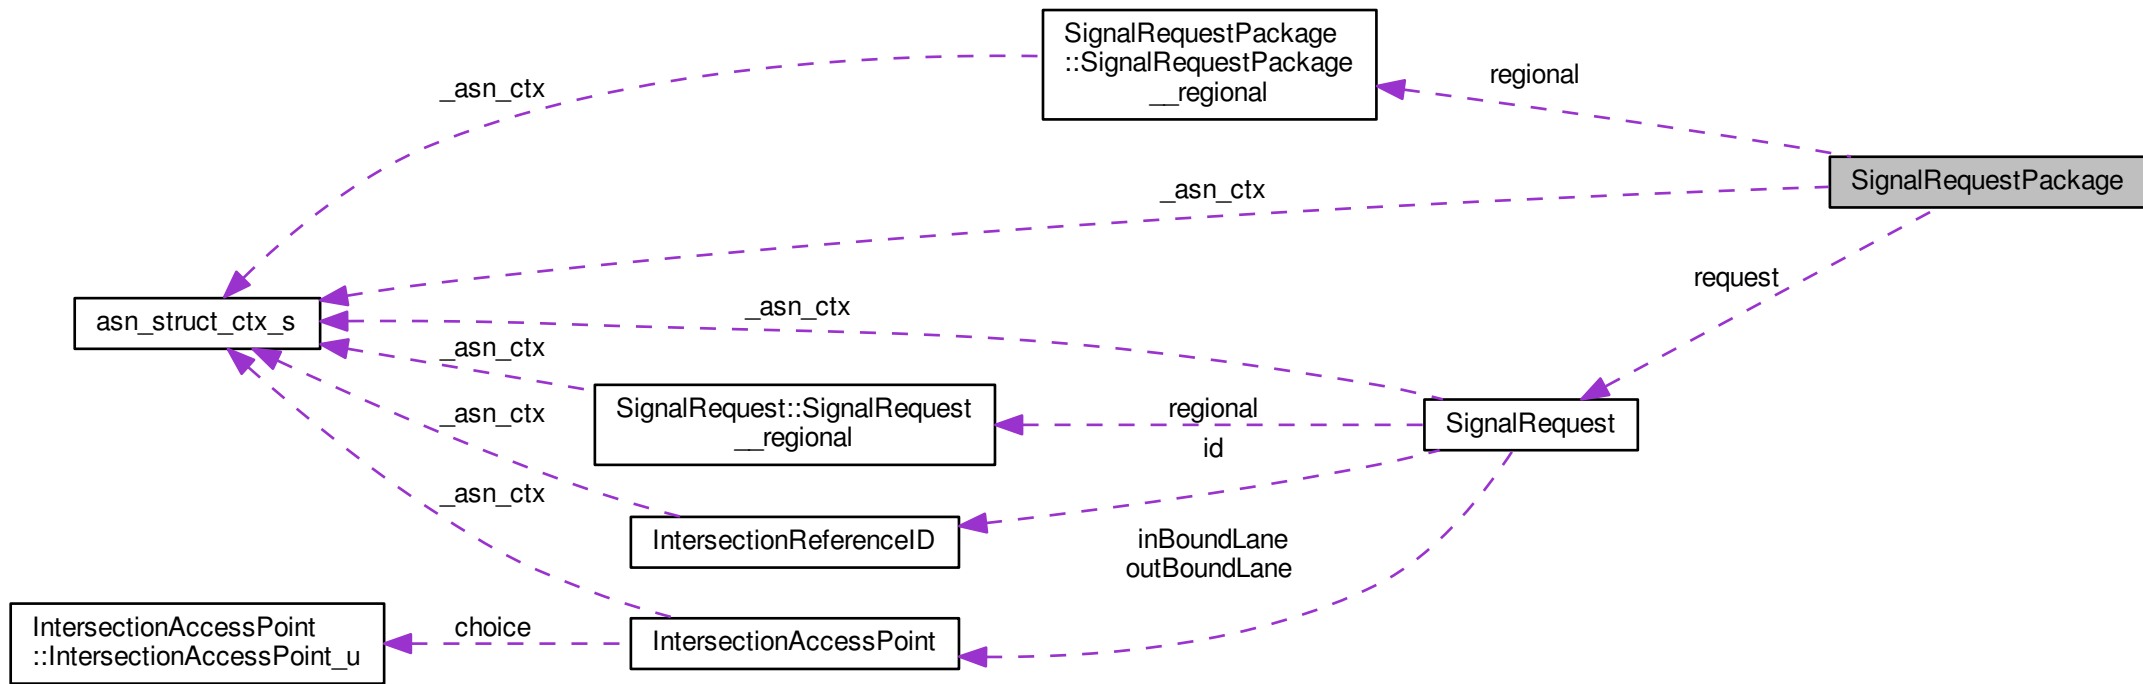 SignalRequestPackage
::SignalRequestPackage
__regional
regional
_asn_ctx
SignalRequestPackage
_asn_ctx
request
_asn_ctx
asn_struct_ctx_s
_asn_ctx
SignalRequest::SignalRequest
__regional
regional
id
SignalRequest
_asn_ctx
_asn_ctx
IntersectionReferenceID
inBoundLane
outBoundLane
IntersectionAccessPoint
::IntersectionAccessPoint_u
choice
IntersectionAccessPoint